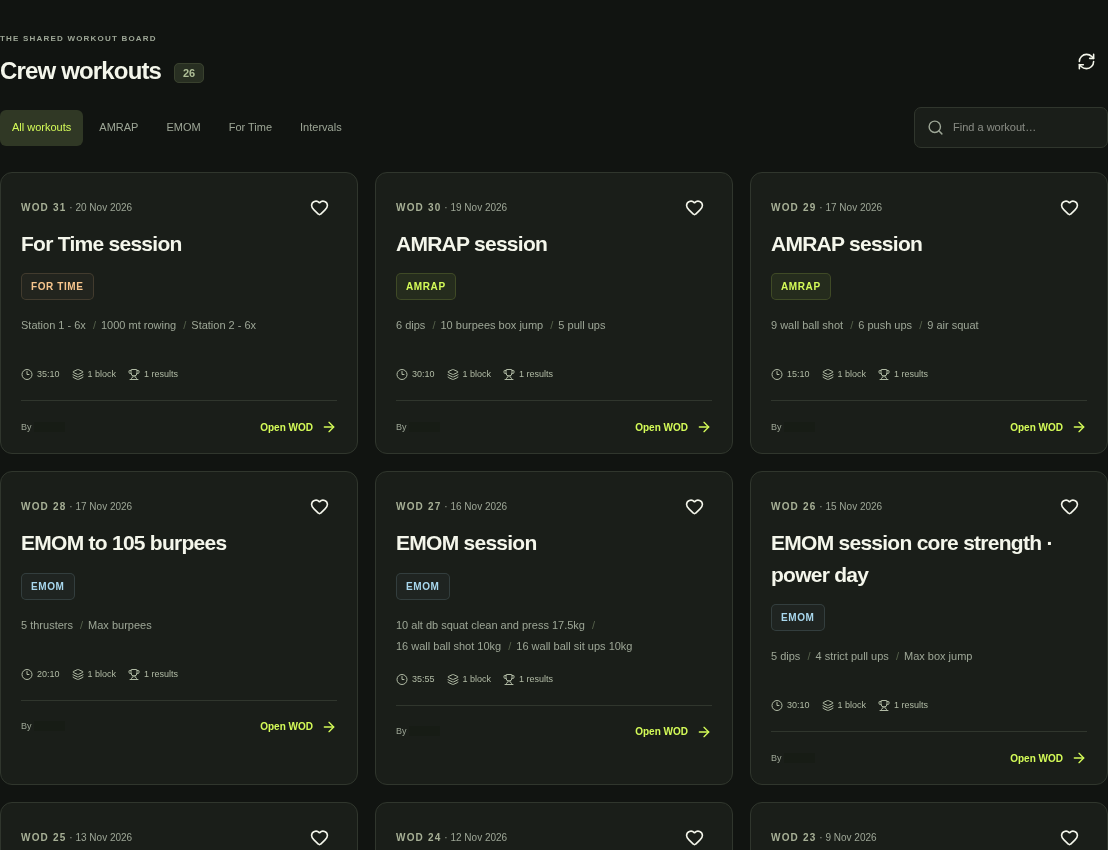 THE SHARED WORKOUT BOARD
Crew workouts 26
All workouts AMRAP EMOM For Time Intervals Find a workout…
WOD 31 · 20 Nov 2026
For Time session
FOR TIME
Station 1 - 6x / 1000 mt rowing / Station 2 - 6x
35:10 1 block 1 results
By
Open WOD
WOD 30 · 19 Nov 2026
AMRAP session
AMRAP
6 dips / 10 burpees box jump / 5 pull ups
30:10 1 block 1 results
By
Open WOD
WOD 29 · 17 Nov 2026
AMRAP session
AMRAP
9 wall ball shot / 6 push ups / 9 air squat
15:10 1 block 1 results
By
Open WOD
WOD 28 · 17 Nov 2026
EMOM to 105 burpees
EMOM
5 thrusters / Max burpees
20:10 1 block 1 results
By
Open WOD
WOD 27 · 16 Nov 2026
EMOM session
EMOM
10 alt db squat clean and press 17.5kg /
16 wall ball shot 10kg / 16 wall ball sit ups 10kg
35:55 1 block 1 results
By
Open WOD
WOD 26 · 15 Nov 2026
EMOM session core strength ·
power day
EMOM
5 dips / 4 strict pull ups / Max box jump
30:10 1 block 1 results
By
Open WOD
WOD 25 · 13 Nov 2026
WOD 24 · 12 Nov 2026
WOD 23 · 9 Nov 2026